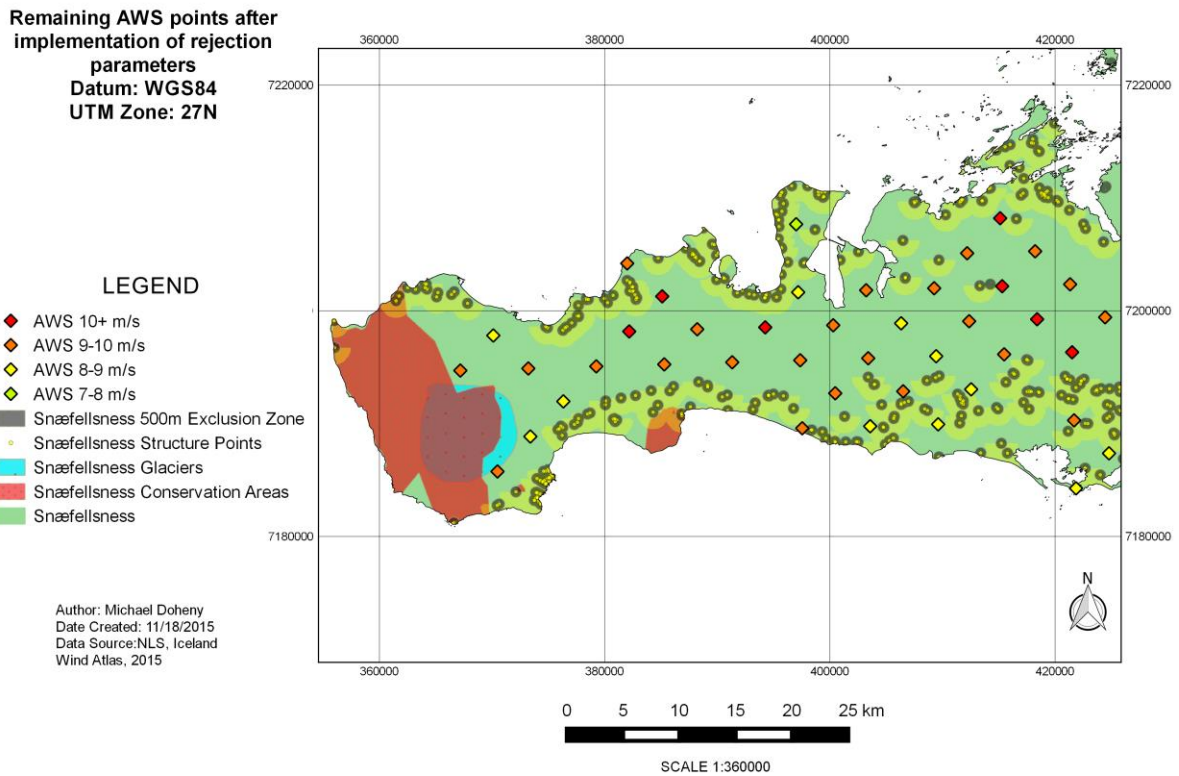 Remaining AWS points after
implementation of rejection
parameters
Datum: WGS84
UTM Zone: 27N
LEGEND
AWS 10+ m/s
AWS 9-10 m/s
AWS 8-9 m/s
AWS 7-8 m/s
Snæfellsness 500m Exclusion Zone
Snæfellsness Structure Points
Snæfellsness Glaciers
Snæfellsness Conservation Areas
Snæfellsness
Author: Michael Doheny
Date Created: 11/18/2015
Data Source:NLS, Iceland
Wind Atlas, 2015
360000 380000 400000 420000
7220000 7220000
7200000
7180000 7180000
360000 380000 400000 420000
N
0 5 10 15 20 25 km
SCALE 1:360000